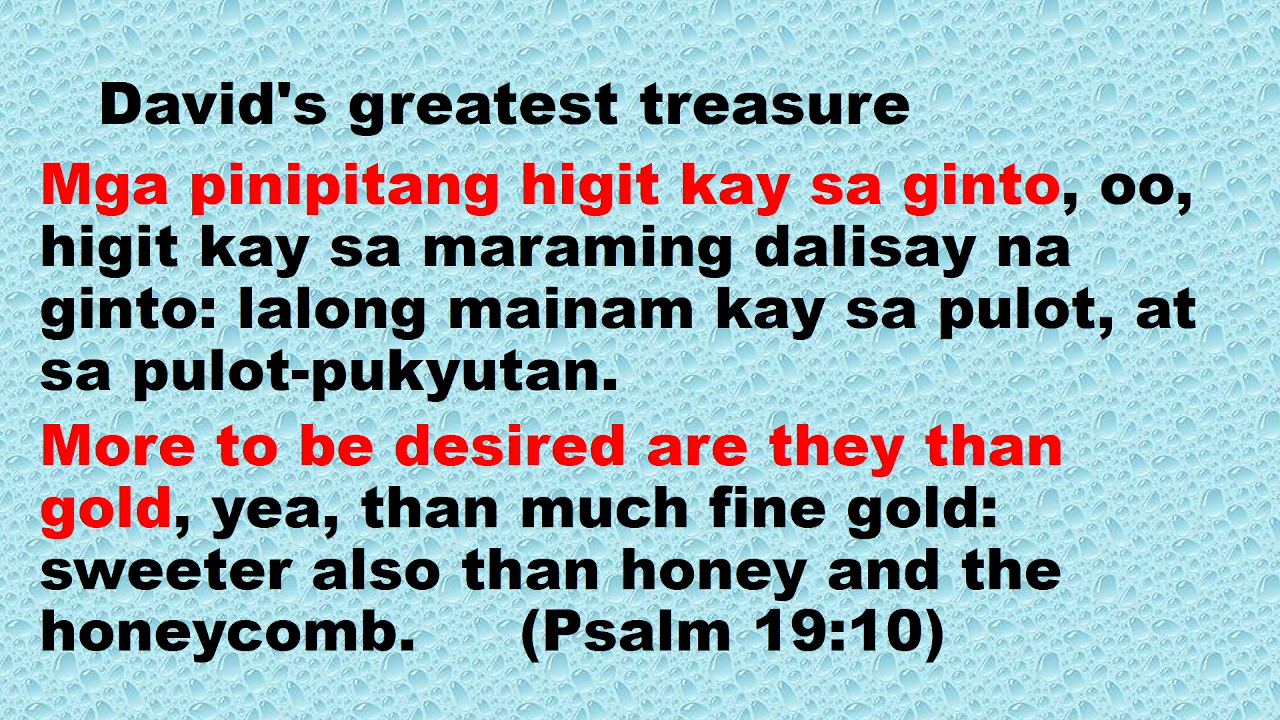 David's greatest treasure
Mga pinipitang higit kay sa ginto, oo,
higit kay sa maraming dalisay na
ginto: lalong mainam kay sa pulot, at
sa pulot-pukyutan.
More to be desired are they than
gold, yea, than much fine gold:
sweeter also than honey and the
honeycomb. (Psalm 19:10)